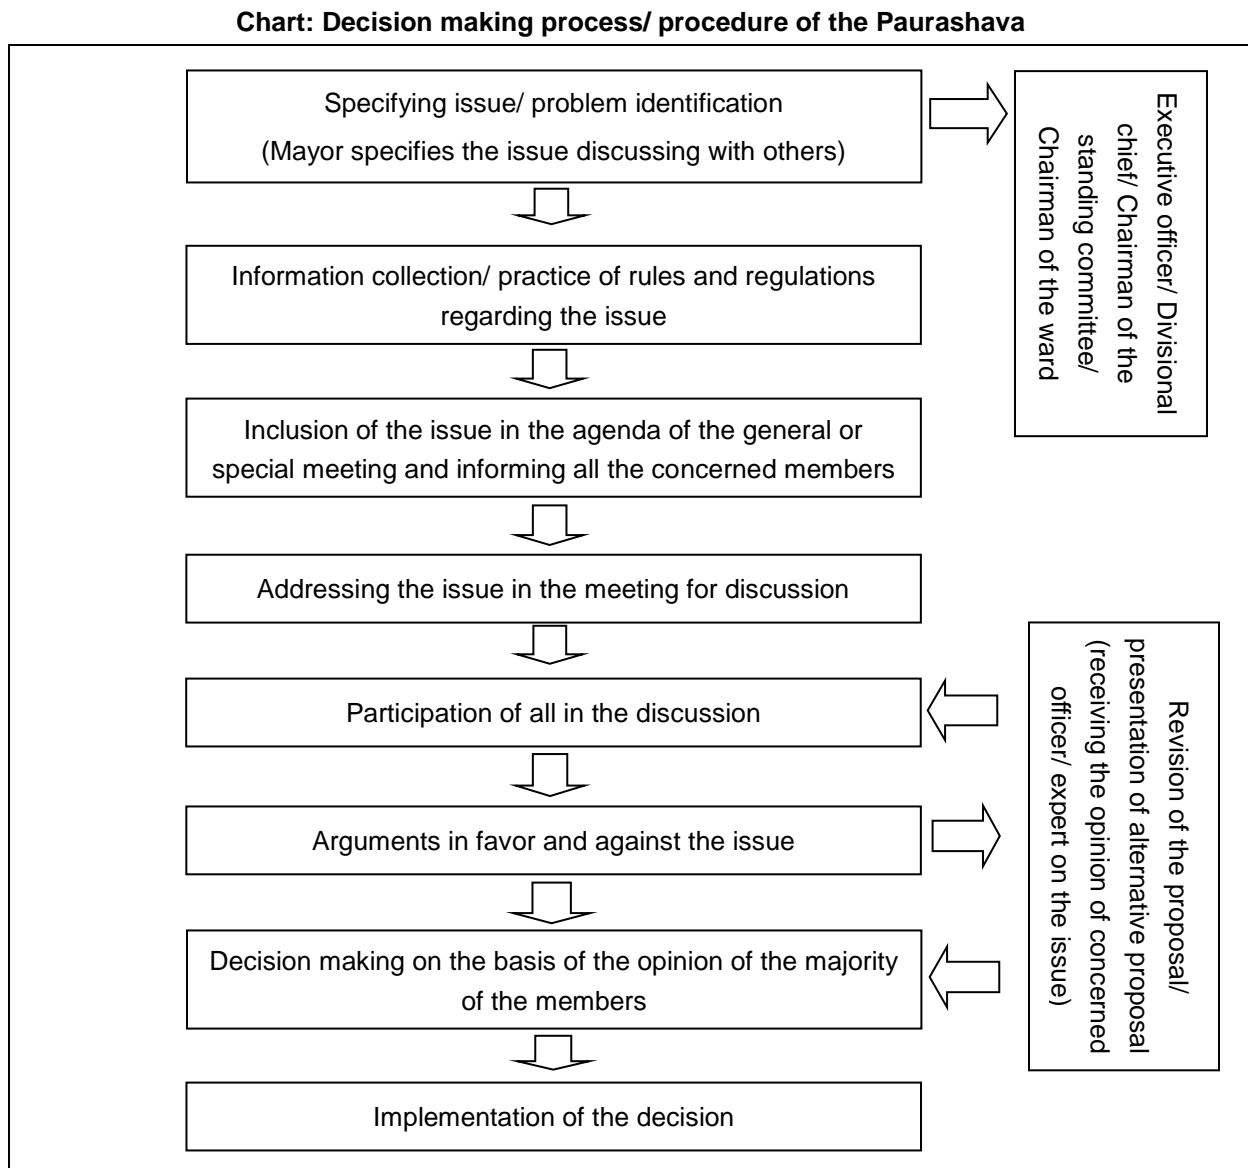 Chart: Decision making process/ procedure of the Paurashava
Specifying issue/ problem identification
(Mayor specifies the issue discussing with others)
Executive officer/ Divisional
chief/ Chairman of the
standing committee/
Chairman of the ward
Information collection/ practice of rules and regulations
regarding the issue
Inclusion of the issue in the agenda of the general or
special meeting and informing all the concerned members
Addressing the issue in the meeting for discussion
Participation of all in the discussion
Revision of the proposal/
presentation of alternative proposal
(receiving the opinion of concerned
officer/ expert on the issue)
Arguments in favor and against the issue
Decision making on the basis of the opinion of the majority
of the members
Implementation of the decision